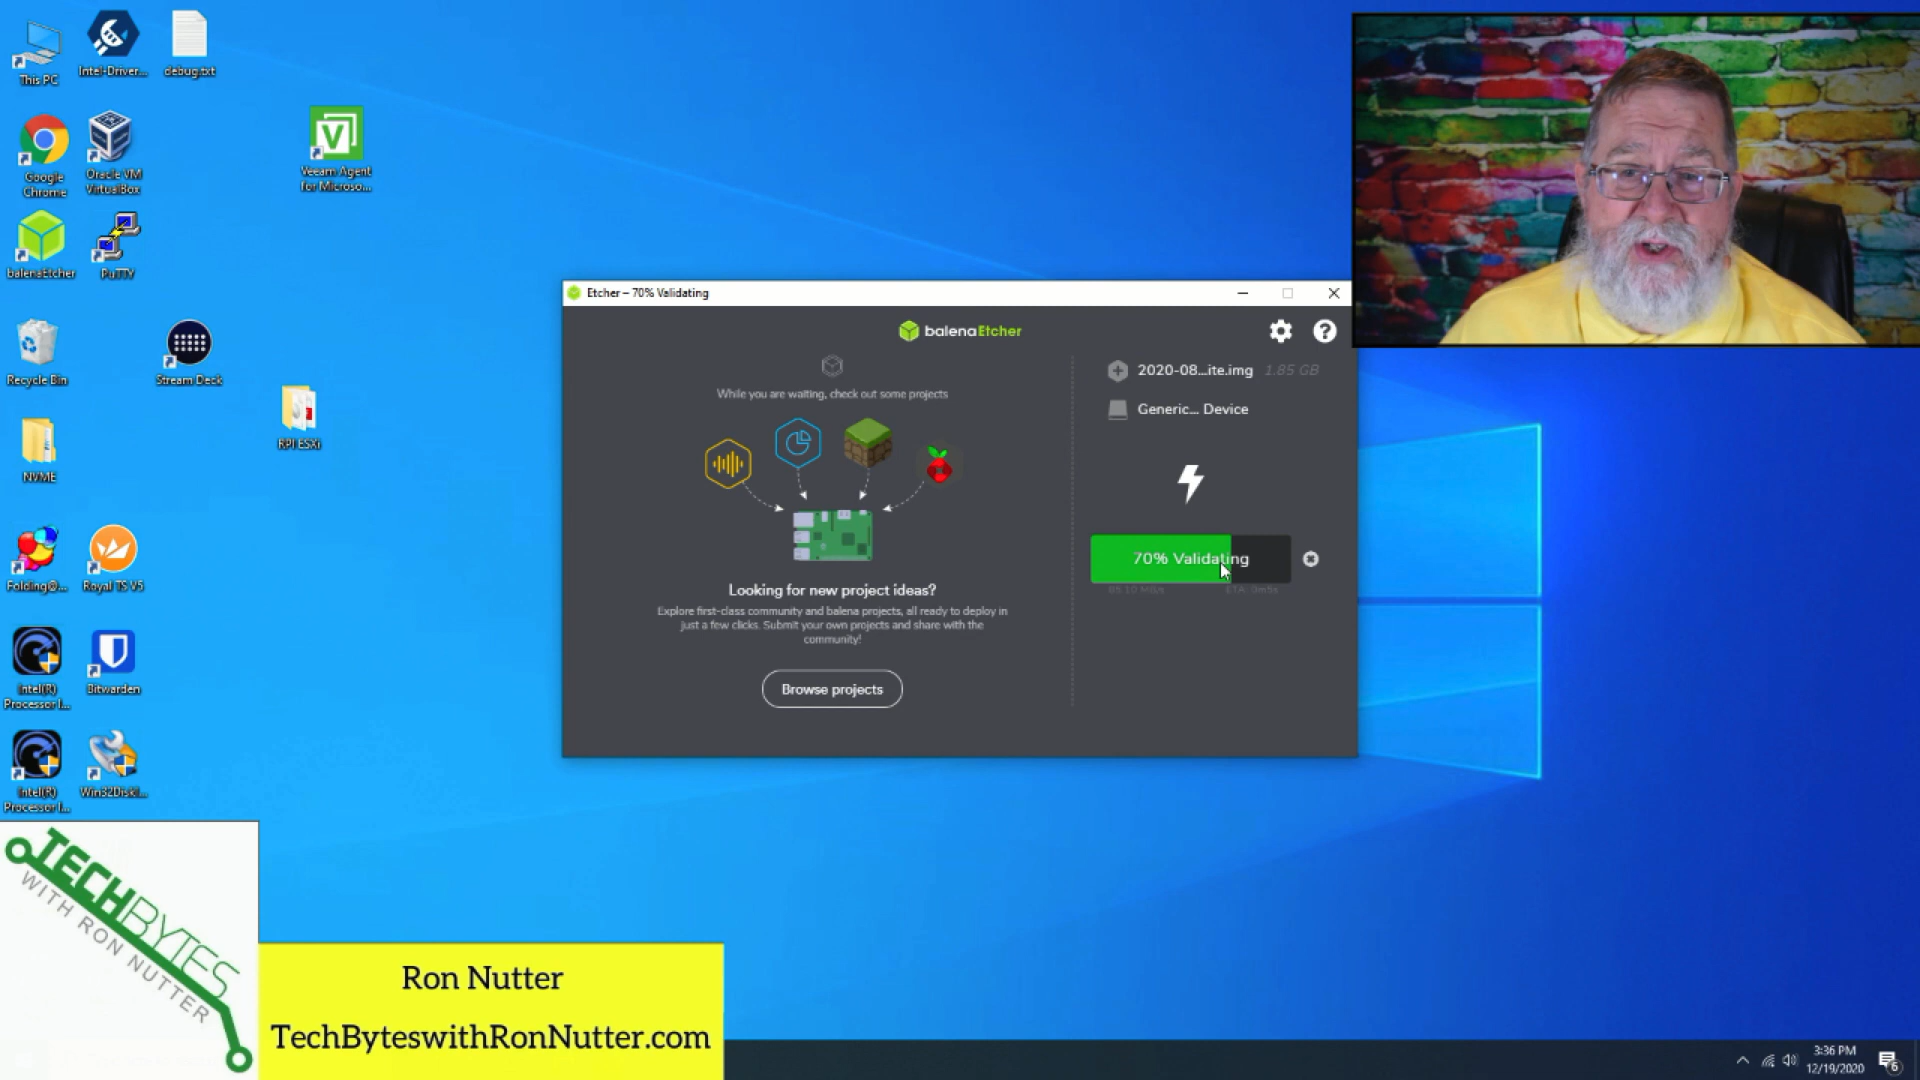 This PC
Intel-Driver...
debug.txt
Google
Chrome
Oracle VM
VirtualBox
Veeam Agent
for Microso...
balenaEtcher
PuTTY
Recycle Bin
Stream Deck
RPI ESXi
NVME
Folding@...
Royal TS V5
Intel(R)
Processor I...
Bitwarden
Intel(R)
Processor I...
Win32Diskl...
Etcher – 70% Validating
balenaEtcher
While you are waiting, check out some projects
Looking for new project ideas?
Explore first-class community and balena projects, all ready to deploy in
just a few clicks. Submit your own projects and share with the
community!
Browse projects
2020-08...ite.img 1.85 GB
Generic... Device
70% Validating
ETA: 0m5s
TECHBYTES
WITH RON NUTTER
Ron Nutter
TechByteswithRonNutter.com
3:36 PM
12/19/2020
6